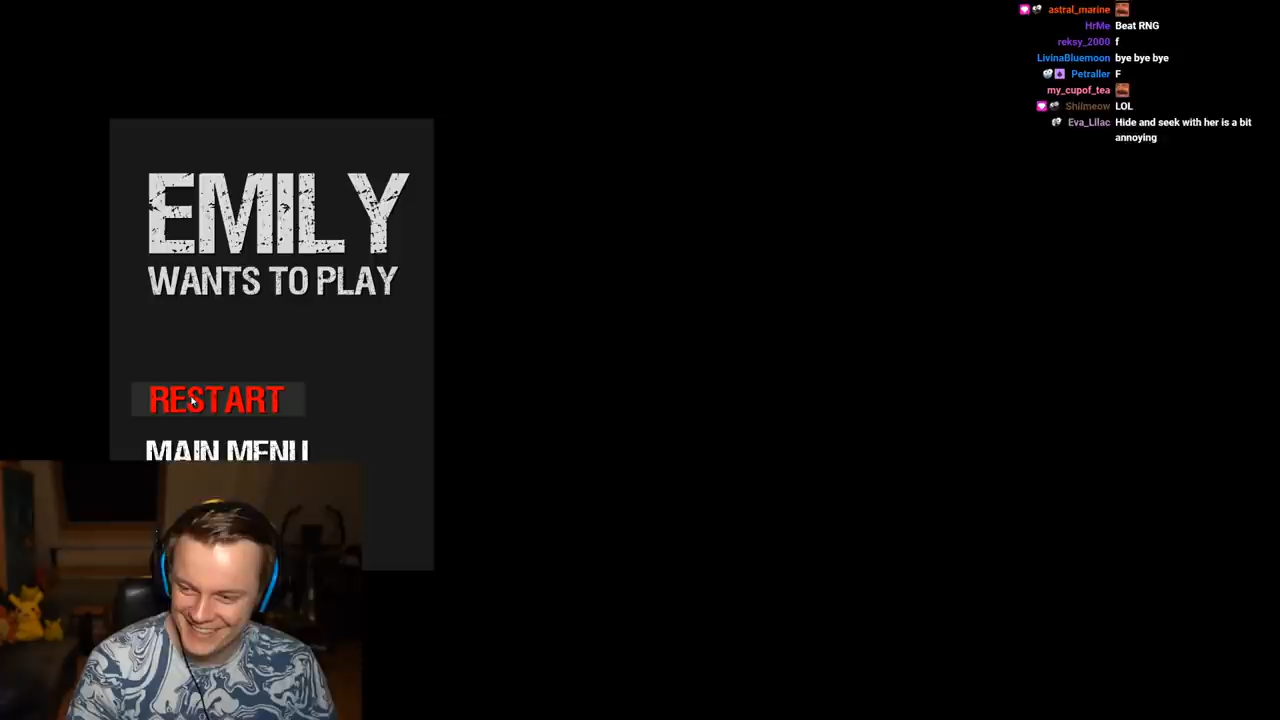 astral_marine
HrMe Beat RNG
reksy_2000 f
LivinaBluemoon bye bye bye
Petraller F
my_cupof_tea
Shilmeow LOL
Eva_Lilac Hide and seek with her is a bit
annoying
EMILY
WANTS TO PLAY
RESTART
MAIN MENU